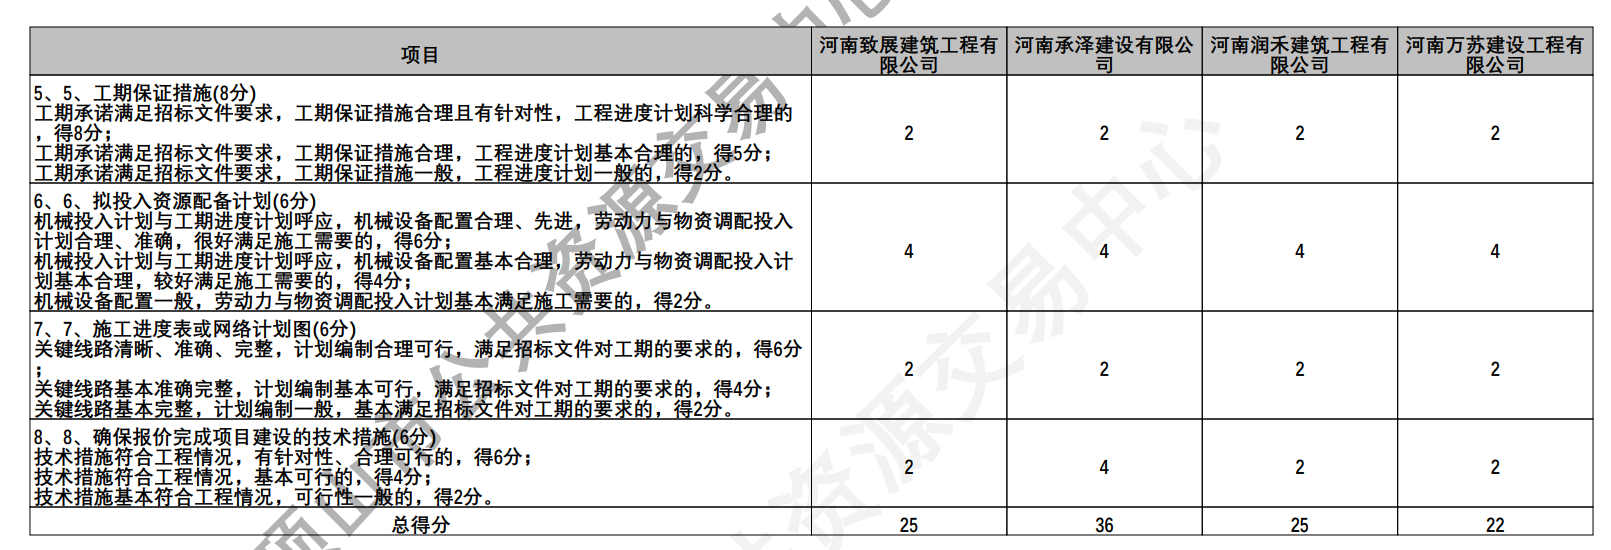 项目
河南致展建筑工程有
限公司
河南承泽建设有限公
司
河南润禾建筑工程有
限公司
河南万苏建设工程有
限公司
5、5、工期保证措施(8分)
工期承诺满足招标文件要求，工期保证措施合理且有针对性，工程进度计划科学合理的
，得8分；
工期承诺满足招标文件要求，工期保证措施合理，工程进度计划基本合理的，得5分；
工期承诺满足招标文件要求，工期保证措施一般，工程进度计划一般的，得2分。
2
2
2
2
6、6、拟投入资源配备计划(6分)
机械投入计划与工期进度计划呼应，机械设备配置合理、先进，劳动力与物资调配投入
计划合理、准确，很好满足施工需要的，得6分；
机械投入计划与工期进度计划呼应，机械设备配置基本合理，劳动力与物资调配投入计
划基本合理，较好满足施工需要的，得4分；
机械设备配置一般，劳动力与物资调配投入计划基本满足施工需要的，得2分。
4
4
4
4
7、7、施工进度表或网络计划图(6分)
关键线路清晰、准确、完整，计划编制合理可行，满足招标文件对工期的要求的，得6分
；
关键线路基本准确完整，计划编制基本可行，满足招标文件对工期的要求的，得4分；
关键线路基本完整，计划编制一般，基本满足招标文件对工期的要求的，得2分。
2
2
2
2
8、8、确保报价完成项目建设的技术措施(6分)
技术措施符合工程情况，有针对性、合理可行的，得6分；
技术措施符合工程情况，基本可行的，得4分；
技术措施基本符合工程情况，可行性一般的，得2分。
2
4
2
2
总得分
25
36
25
22
顶山市公共资源交易中心
共资源交易中心